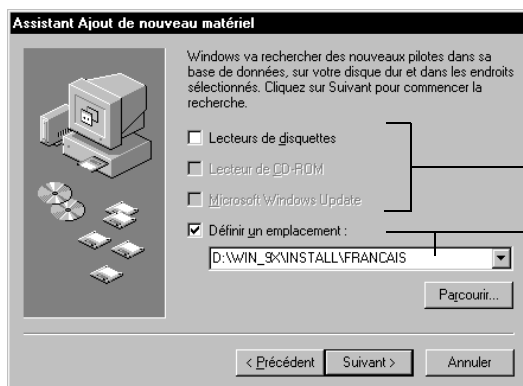 Assistant Ajout de nouveau matériel
Windows va rechercher des nouveaux pilotes dans sa
base de données, sur votre disque dur et dans les endroits
sélectionnés. Cliquez sur Suivant pour commencer la
recherche.
Lecteurs de disquettes
Lecteur de CD-ROM
Microsoft Windows Update
Définir un emplacement :
D:\WIN_9X\INSTALL\FRANCAIS
Parcourir...
< Précédent
Suivant >
Annuler